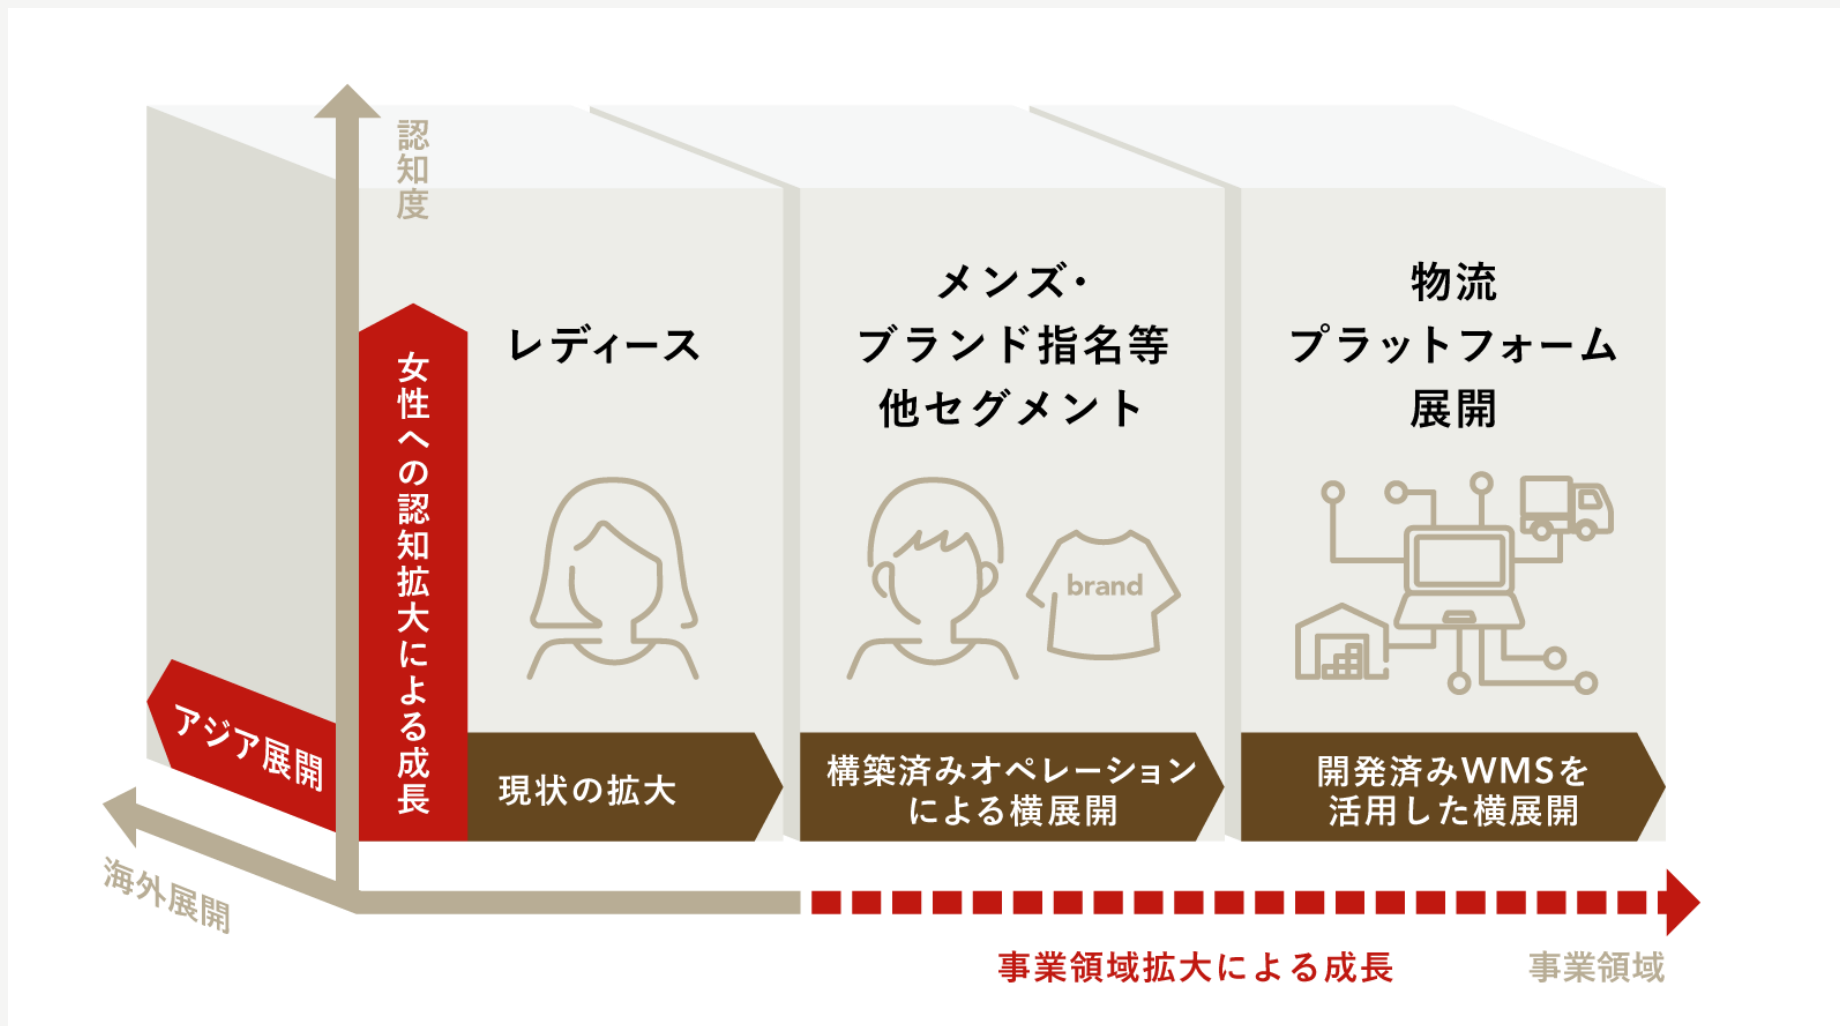 認知度
女性への認知拡大による成長
レディース
現状の拡大
メンズ・
ブランド指名等
他セグメント
brand
構築済みオペレーション
による横展開
物流
プラットフォーム
展開
開発済みWMSを
活用した横展開
アジア展開
海外展開
事業領域拡大による成長
事業領域